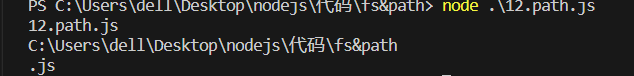 PS C:\Users\dell\Desktop\nodejs\代码\fs&path> node .\12.path.js
12.path.js
C:\Users\dell\Desktop\nodejs\代码\fs&path
.js